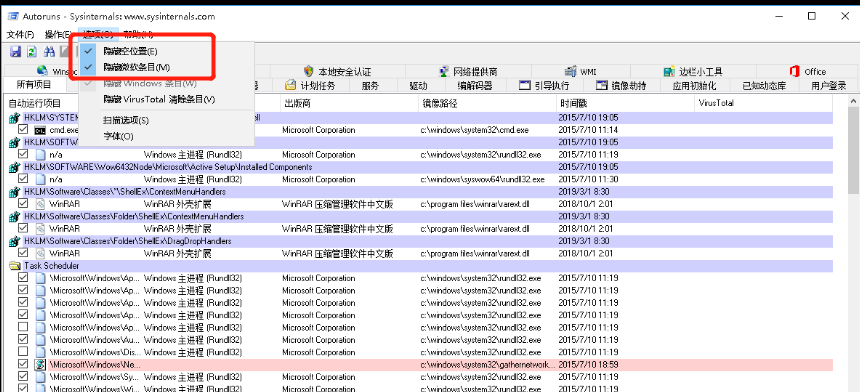 Autoruns - Sysinternals: www.sysinternals.com
文件(F) 操作(E) 选项(O) 帮助(H)
隐藏空位置(E)
隐藏微软条目(M)
隐藏 Windows 条目(W)
隐藏 VirusTotal 清除条目(V)
扫描选项(S)
字体(O)
Wins 本地安全认证 网络提供商 WMI 边栏小工具 Office
所有项目 计划任务 服务 驱动 编解码器 引导执行 镜像劫持 应用初始化 已知动态库 用户登录
自动运行项目 出版商 镜像路径 时间戳 VirusTotal
HKLM\SYSTEM ell 2015/7/10 19:05
cmd.exe Microsoft Corporation c:\windows\system32\cmd.exe 2015/7/10 11:14
HKLM\SOFTW 2015/7/10 19:05
n/a Windows 主进程 (Rundll32) Microsoft Corporation c:\windows\system32\rundll32.exe 2015/7/10 11:19
HKLM\SOFTWARE\Wow6432Node\Microsoft\Active Setup\Installed Components 2015/7/10 19:05
n/a Windows 主进程 (Rundll32) Microsoft Corporation c:\windows\syswow64\rundll32.exe 2015/7/10 11:30
HKLM\Software\Classes\*\ShellEx\ContextMenuHandlers 2019/3/1 8:30
WinRAR WinRAR 外壳扩展 WinRAR 压缩管理软件中文版 c:\program files\winrar\rarext.dll 2018/10/1 2:01
HKLM\Software\Classes\Folder\ShellEx\ContextMenuHandlers 2019/3/1 8:30
WinRAR WinRAR 外壳扩展 WinRAR 压缩管理软件中文版 c:\program files\winrar\rarext.dll 2018/10/1 2:01
HKLM\Software\Classes\Folder\ShellEx\DragDropHandlers 2019/3/1 8:30
WinRAR WinRAR 外壳扩展 WinRAR 压缩管理软件中文版 c:\program files\winrar\rarext.dll 2018/10/1 2:01
Task Scheduler
\Microsoft\Windows\Ap... Windows 主进程 (Rundll32) Microsoft Corporation c:\windows\system32\rundll32.exe 2015/7/10 11:19
\Microsoft\Windows\Ap... Windows 主进程 (Rundll32) Microsoft Corporation c:\windows\system32\rundll32.exe 2015/7/10 11:19
\Microsoft\Windows\Au... Windows 主进程 (Rundll32) Microsoft Corporation c:\windows\system32\rundll32.exe 2015/7/10 11:19
\Microsoft\Windows\Ap... Windows 主进程 (Rundll32) Microsoft Corporation c:\windows\system32\rundll32.exe 2015/7/10 11:19
\Microsoft\Windows\Au... Windows 主进程 (Rundll32) Microsoft Corporation c:\windows\system32\rundll32.exe 2015/7/10 11:19
\Microsoft\Windows\Au... Windows 主进程 (Rundll32) Microsoft Corporation c:\windows\system32\rundll32.exe 2015/7/10 11:19
\Microsoft\Windows\Dis... Windows 主进程 (Rundll32) Microsoft Corporation c:\windows\system32\rundll32.exe 2015/7/10 11:19
\Microsoft\Windows\Ne... c:\windows\system32\gathernetwork... 2015/7/10 18:59
\Microsoft\Windows\Sy... Windows 主进程 (Rundll32) Microsoft Corporation c:\windows\system32\rundll32.exe 2015/7/10 11:19